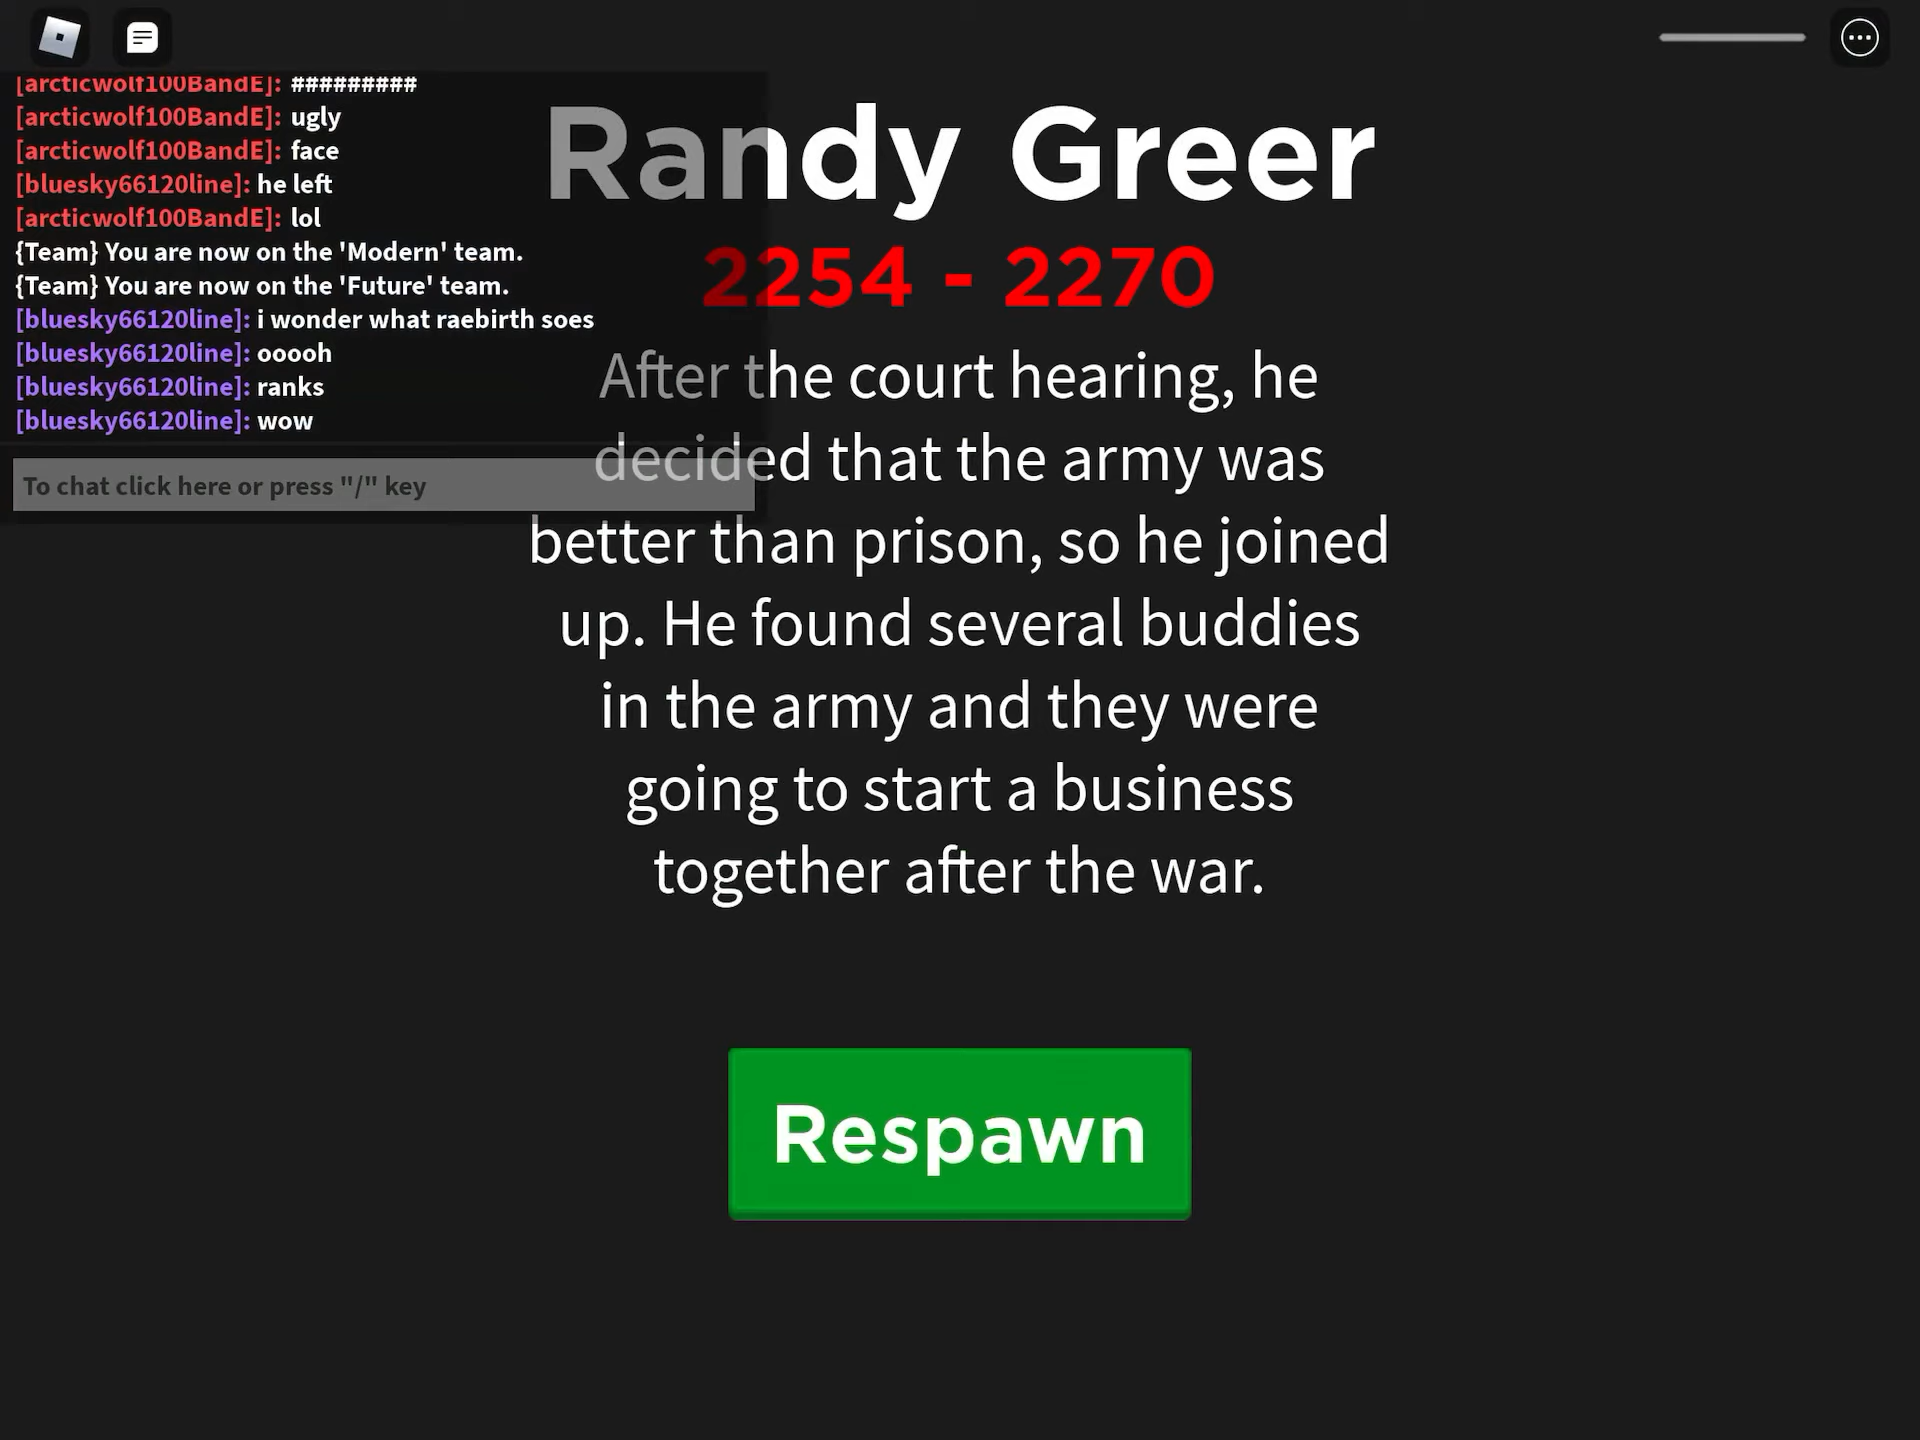 [arcticwolf100BandE]: #########
[arcticwolf100BandE]: ugly
[arcticwolf100BandE]: face
[bluesky66120line]: he left
[arcticwolf100BandE]: lol
{Team} You are now on the 'Modern' team.
{Team} You are now on the 'Future' team.
[bluesky66120line]: i wonder what raebirth soes
[bluesky66120line]: ooooh
[bluesky66120line]: ranks
[bluesky66120line]: wow
To chat click here or press "/" key
Randy Greer
2254 - 2270
After the court hearing, he
decided that the army was
better than prison, so he joined
up. He found several buddies
in the army and they were
going to start a business
together after the war.
Respawn